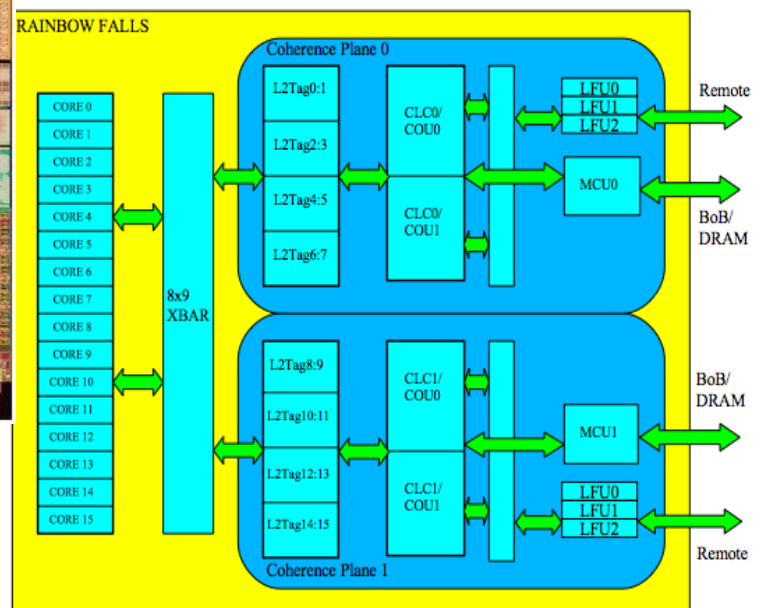 RAINBOW FALLS
CORE 0
CORE 1
CORE 2
CORE 3
CORE 4
CORE 5
CORE 6
CORE 7
CORE 8
CORE 9
CORE 10
CORE 11
CORE 12
CORE 13
CORE 14
CORE 15
8x9
XBAR
Coherence Plane 0
L2Tag0:1
L2Tag2:3
L2Tag4:5
L2Tag6:7
CLC0/
COU0
CLC0/
COU1
LFU0
LFU1
LFU2
MCU0
Remote
BoB/
DRAM
L2Tag8:9
L2Tag10:11
L2Tag12:13
L2Tag14:15
CLC1/
COU0
CLC1/
COU1
MCU1
LFU0
LFU1
LFU2
BoB/
DRAM
Remote
Coherence Plane 1